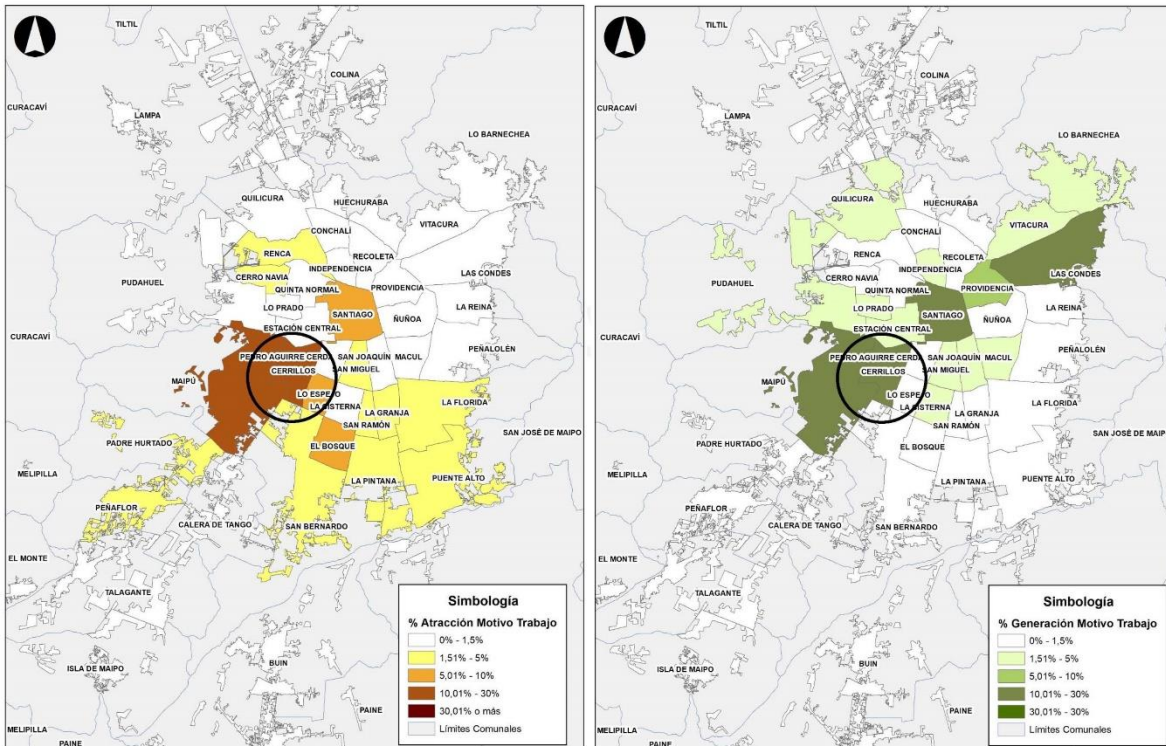 TILTIL
COLINA
CURACAVÍ
LAMPA
LO BARNECHEA
QUILICURA
HUECHURABA
CONCHALÍ
VITACURA
RENCA
RECOLETA
INDEPENDENCIA
CERRO NAVIA
LAS CONDES
PUDAHUEL
QUINTA NORMAL
PROVIDENCIA
LO PRADO
SANTIAGO
LA REINA
ÑUÑOA
CURACAVÍ
ESTACIÓN CENTRAL
PEÑALOLÉN
PEDRO AGUIRRE CERDA
SAN JOAQUÍN
MACUL
CERRILLOS
SAN MIGUEL
MAIPÚ
LO ESPEJO
LA CISTERNA
LA GRANJA
LA FLORIDA
SAN RAMÓN
PADRE HURTADO
EL BOSQUE
SAN JOSÉ DE MAIPO
MELIPILLA
LA PINTANA
PUENTE ALTO
PEÑAFLOR
CALERA DE TANGO
SAN BERNARDO
EL MONTE
TALAGANTE
ISLA DE MAIPO
BUIN
PAINE
MELIPILLA
PAINE
Simbología
% Atracción Motivo Trabajo
0% - 1,5%
1,51% - 5%
5,01% - 10%
10,01% - 30%
30,01% o más
Límites Comunales
TILTIL
COLINA
CURACAVÍ
LAMPA
LO BARNECHEA
QUILICURA
HUECHURABA
CONCHALÍ
VITACURA
RENCA
RECOLETA
INDEPENDENCIA
CERRO NAVIA
LAS CONDES
PUDAHUEL
QUINTA NORMAL
PROVIDENCIA
LO PRADO
SANTIAGO
LA REINA
ÑUÑOA
CURACAVÍ
ESTACIÓN CENTRAL
PEÑALOLÉN
PEDRO AGUIRRE CERDA
SAN JOAQUÍN
MACUL
CERRILLOS
SAN MIGUEL
MAIPÚ
LO ESPEJO
LA CISTERNA
LA GRANJA
LA FLORIDA
SAN RAMÓN
PADRE HURTADO
EL BOSQUE
SAN JOSÉ DE MAIPO
MELIPILLA
LA PINTANA
PUENTE ALTO
PEÑAFLOR
CALERA DE TANGO
SAN BERNARDO
EL MONTE
TALAGANTE
ISLA DE MAIPO
BUIN
PAINE
MELIPILLA
PAINE
Simbología
% Generación Motivo Trabajo
0% - 1,5%
1,51% - 5%
5,01% - 10%
10,01% - 30%
30,01% - 30%
Límites Comunales